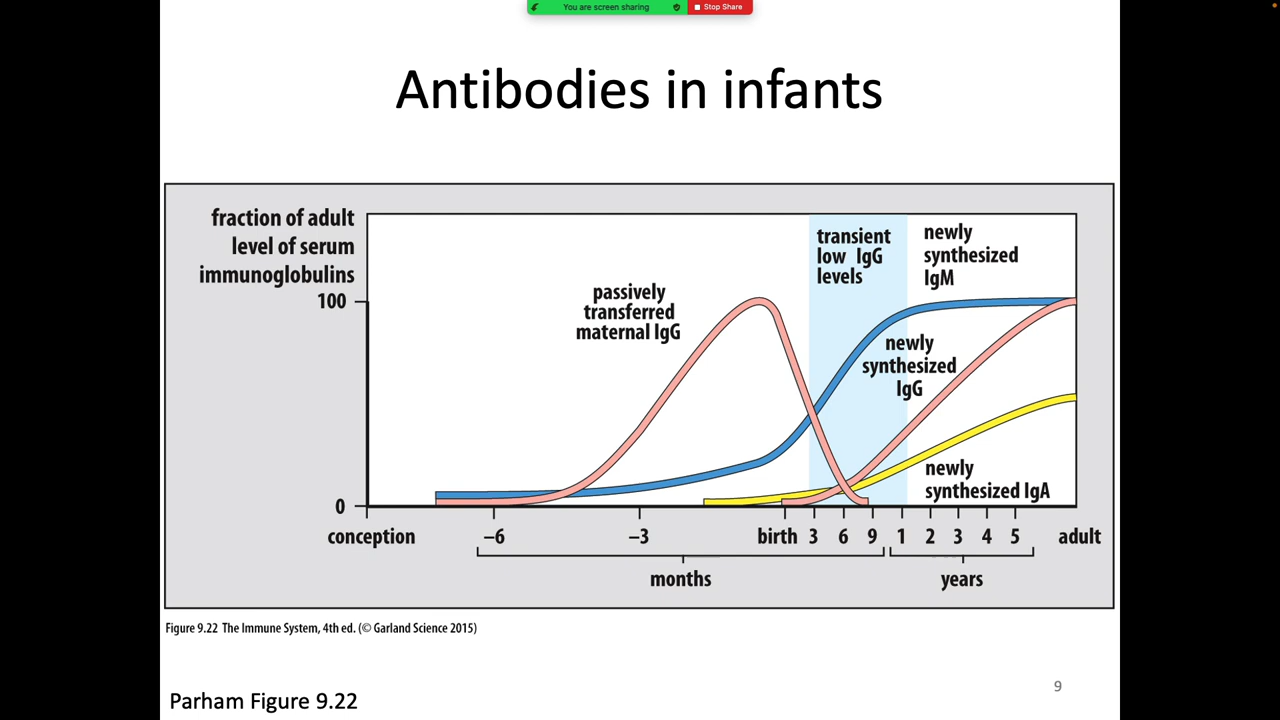 You are screen sharing
Stop Share
Antibodies in infants
fraction of adult
level of serum
immunoglobulins
100
0
passively
transferred
maternal IgG
transient
low IgG
levels
newly
synthesized
IgM
newly
synthesized
IgG
newly
synthesized IgA
conception
−6
−3
birth
3
6
9
1
2
3
4
5
adult
months
years
Figure 9.22 The Immune System, 4th ed. (© Garland Science 2015)
9
Parham Figure 9.22